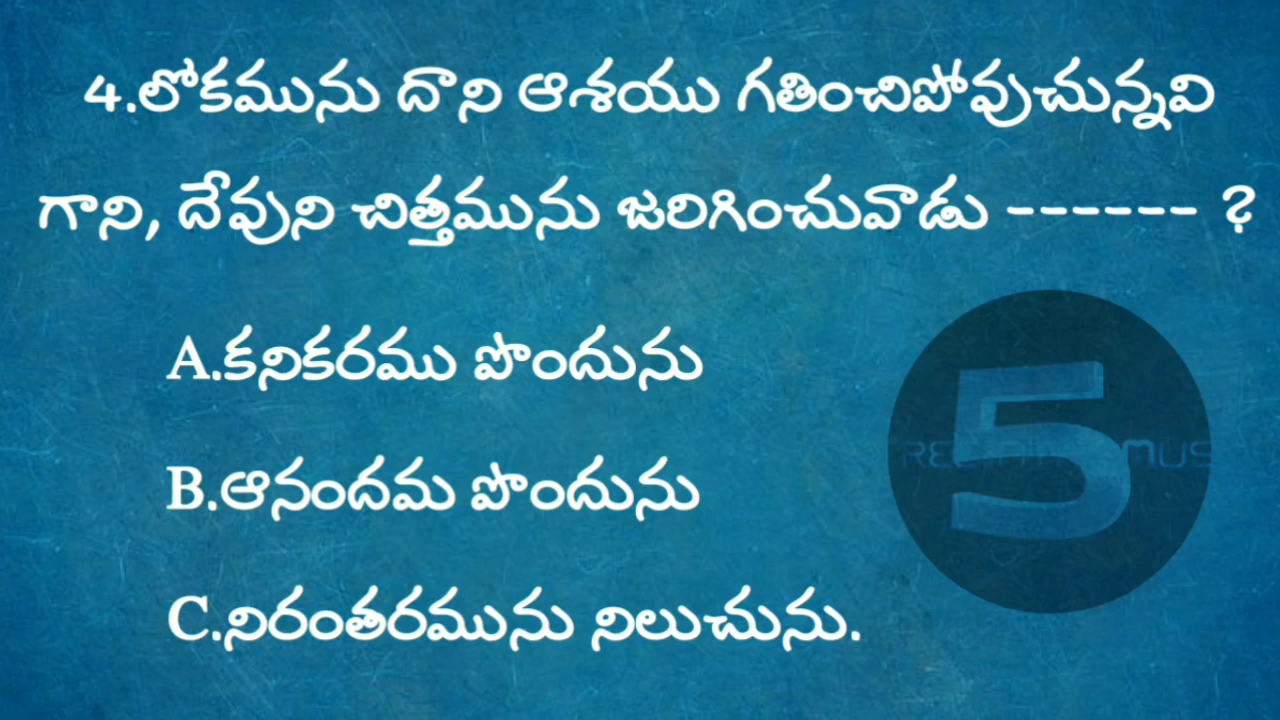 4.లోకమును దాని ఆశయు గతించిపోవుచున్నవి
గాని, దేవుని చిత్తమును జరిగించువాడు ------ ?
A.కనికరము పొందును
B.ఆనందమ పొందును
C.నిరంతరమును నిలుచును.
5